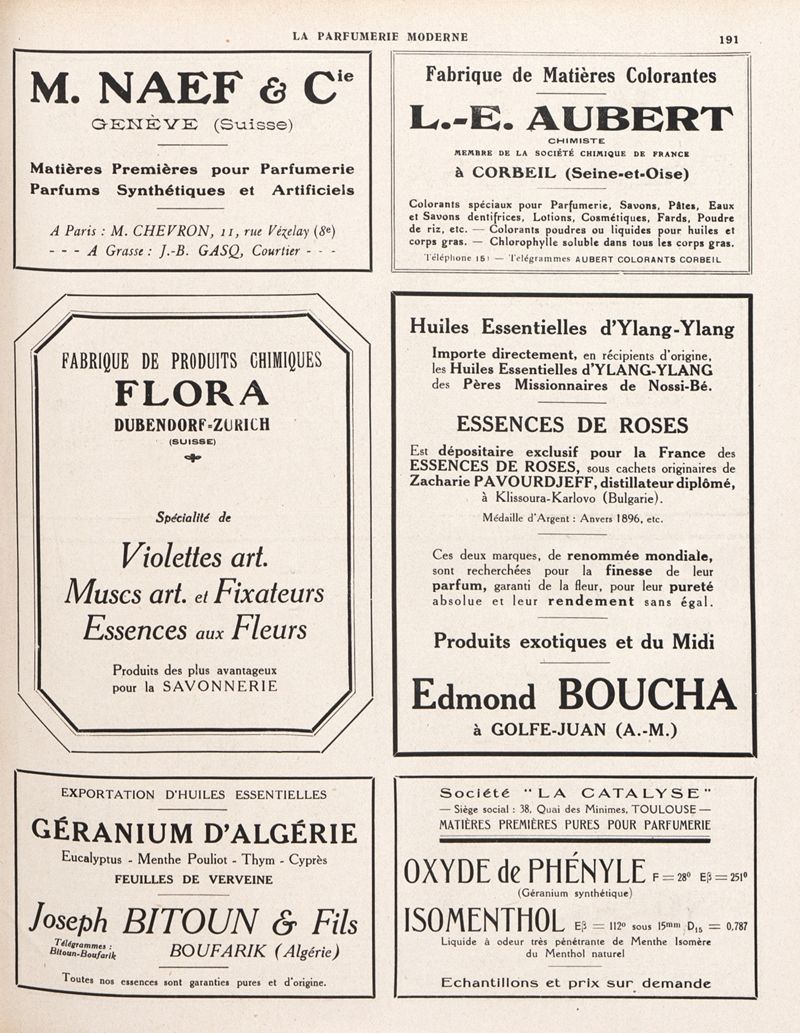 LA PARFUMERIE MODERNE
191
M. NAEF & Cie
GENÈVE (Suisse)
Matières Premières pour Parfumerie
Parfums Synthétiques et Artificiels
A Paris : M. CHEVRON, 11, rue Vézelay (8e)
- - - A Grasse : J.-B. GASQ, Courtier - - -
Fabrique de Matières Colorantes
L.-E. AUBERT
CHIMISTE
MEMBRE DE LA SOCIÉTÉ CHIMIQUE DE FRANCE
à CORBEIL (Seine-et-Oise)
Colorants spéciaux pour Parfumerie, Savons, Pâtes, Eaux
et Savons dentifrices, Lotions, Cosmétiques, Fards, Poudre
de riz, etc. — Colorants poudres ou liquides pour huiles et
corps gras. — Chlorophylle soluble dans tous les corps gras.
Téléphone 151 — Télégrammes AUBERT COLORANTS CORBEIL
FABRIQUE DE PRODUITS CHIMIQUES
FLORA
DUBENDORF-ZURICH
(SUISSE)
Spécialité de
Violettes art.
Muscs art. et Fixateurs
Essences aux Fleurs
Produits des plus avantageux
pour la SAVONNERIE
Huiles Essentielles d'Ylang-Ylang
Importe directement, en récipients d'origine,
les Huiles Essentielles d'YLANG-YLANG
des Pères Missionnaires de Nossi-Bé.
ESSENCES DE ROSES
Est dépositaire exclusif pour la France des
ESSENCES DE ROSES, sous cachets originaires de
Zacharie PAVOURDJEFF, distillateur diplômé,
à Klissoura-Karlovo (Bulgarie).
Médaille d'Argent : Anvers 1896, etc.
Ces deux marques, de renommée mondiale,
sont recherchées pour la finesse de leur
parfum, garanti de la fleur, pour leur pureté
absolue et leur rendement sans égal.
Produits exotiques et du Midi
Edmond BOUCHA
à GOLFE-JUAN (A.-M.)
EXPORTATION D'HUILES ESSENTIELLES
GÉRANIUM D'ALGÉRIE
Eucalyptus - Menthe Pouliot - Thym - Cyprès
FEUILLES DE VERVEINE
Joseph BITOUN & Fils
Télégrammes :
Bitoun-Boufarik
BOUFARIK (Algérie)
Toutes nos essences sont garanties pures et d'origine.
Société "LA CATALYSE"
— Siège social : 38, Quai des Minimes, TOULOUSE —
MATIÈRES PREMIÈRES PURES POUR PARFUMERIE
OXYDE de PHÉNYLE F = 28° Eβ = 251°
(Géranium synthétique)
ISOMENTHOL Eβ = 112° sous 15mm D15 = 0,787
Liquide à odeur très pénétrante de Menthe Isomère
du Menthol naturel
Echantillons et prix sur demande